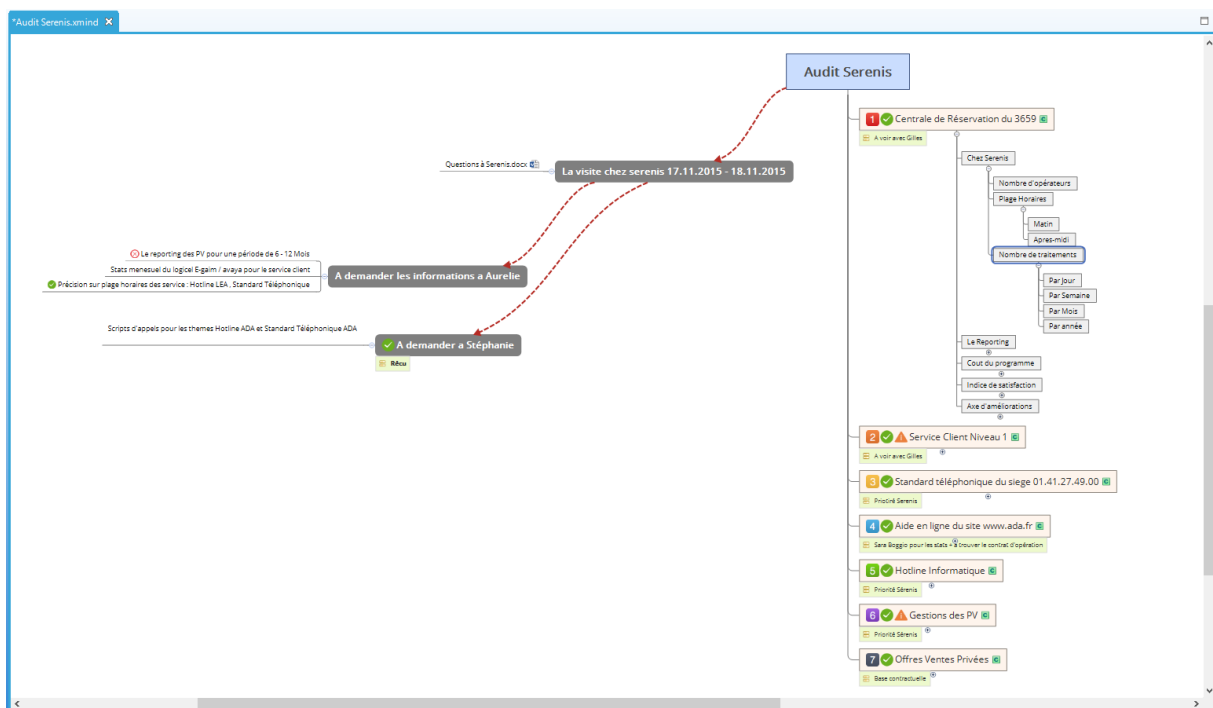 *Audit Serenis.xmind
Audit Serenis
1 Centrale de Réservation du 3659
A voir avec Gilles
Chez Serenis
Nombre d'opérateurs
Plage Horaires
Matin
Apres-midi
Nombre de traitements
Par Jour
Par Semaine
Par Mois
Par année
Le Reporting
Cout du programme
Indice de satisfaction
Axe d'améliorations
2 Service Client Niveau 1
A voir avec Gilles
3 Standard téléphonique du siege 01.41.27.49.00
Priotiré Serenis
4 Aide en ligne du site www.ada.fr
Sara Boggio pour les stats + à trouver le contrat d'opération
5 Hotline Informatique
Priorité Sérenis
6 Gestions des PV
Priorité Sérenis
7 Offres Ventes Privées
Base contractuelle
La visite chez serenis 17.11.2015 - 18.11.2015
Questions à Serenis.docx
A demander les informations a Aurelie
Le reporting des PV pour une période de 6 - 12 Mois
Stats menesuel du logicel E-gaim / avaya pour le service client
Précision sur plage horaires des service : Hotline LEA , Standard Téléphonique
A demander a Stéphanie
Rêcu
Scripts d'appels pour les themes Hotline ADA et Standard Téléphonique ADA